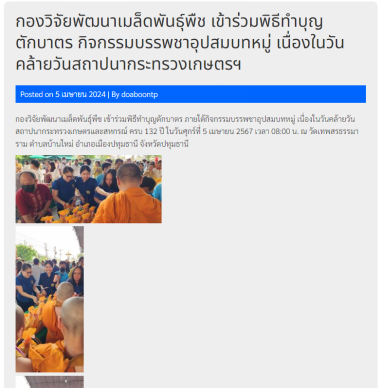 กองวิจัยพัฒนาเมล็ดพันธุ์พืช เข้าร่วมพิธีทำบุญ
ตักบาตร กิจกรรมบรรพชาอุปสมบทหมู่ เนื่องในวัน
คล้ายวันสถาปนากระทรวงเกษตรฯ
Posted on 5 เมษายน 2024 | By doaboontp
กองวิจัยพัฒนาเมล็ดพันธุ์พืช เข้าร่วมพิธีทำบุญตักบาตร ภายใต้กิจกรรมบรรพชาอุปสมบทหมู่ เนื่องในวันคล้ายวัน
สถาปนากระทรวงเกษตรและสหกรณ์ ครบ 132 ปี ในวันศุกร์ที่ 5 เมษายน 2567 เวลา 08:00 น. ณ วัดเทพสรธรรมา
ราม ตำบลบ้านใหม่ อำเภอเมืองปทุมธานี จังหวัดปทุมธานี